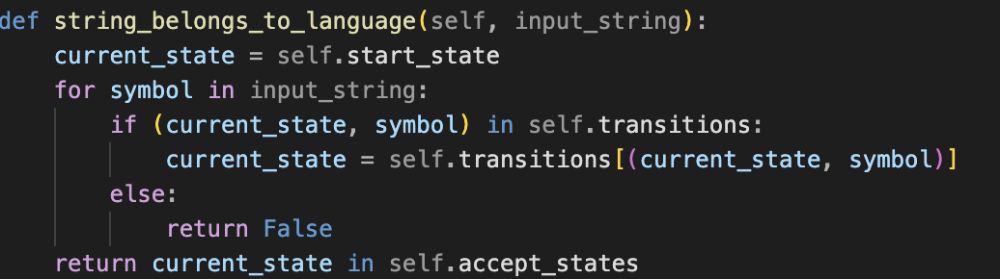 def string_belongs_to_language(self, input_string):
    current_state = self.start_state
    for symbol in input_string:
        if (current_state, symbol) in self.transitions:
            current_state = self.transitions[(current_state, symbol)]
        else:
            return False
    return current_state in self.accept_states